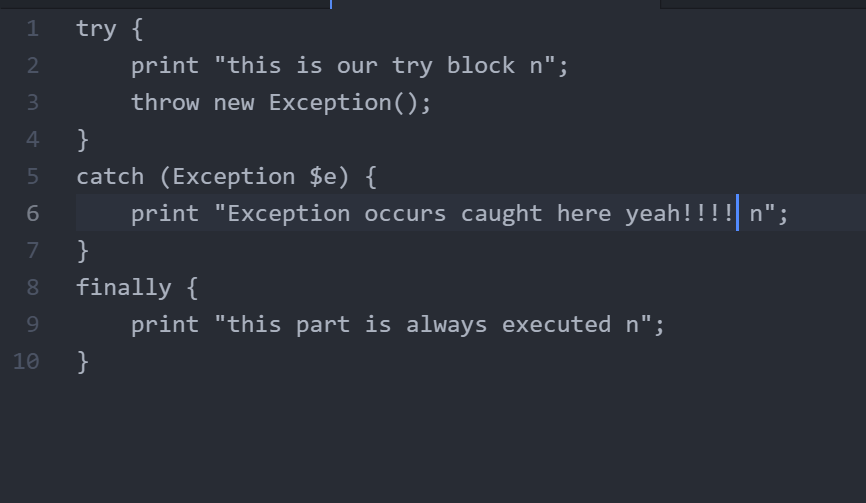 1 try {
2     print "this is our try block n";
3     throw new Exception();
4 }
5 catch (Exception $e) {
6     print "Exception occurs caught here yeah!!!! n";
7 }
8 finally {
9     print "this part is always executed n";
10 }